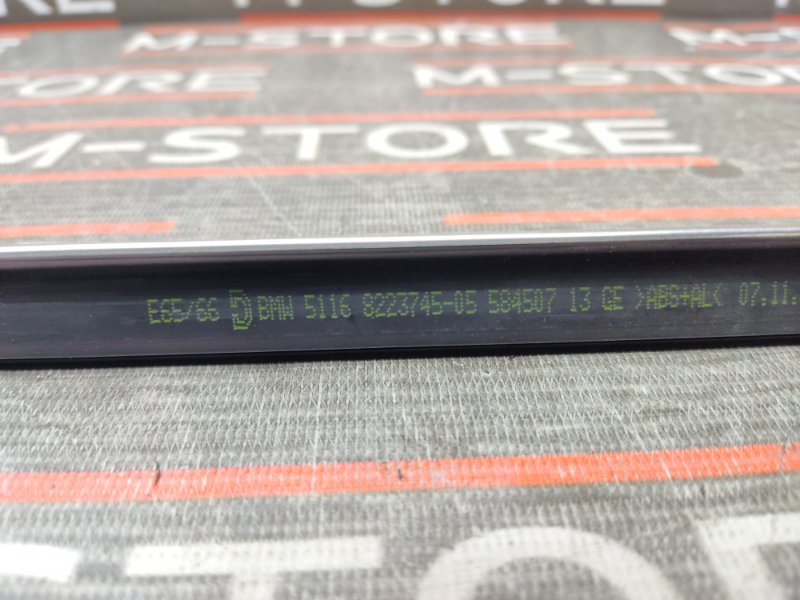 M-STORE
M-STORE
M-STORE
E65/66 D BMW 5116 8223745-05 584507 13 GE >ABS+AL< 07.11.